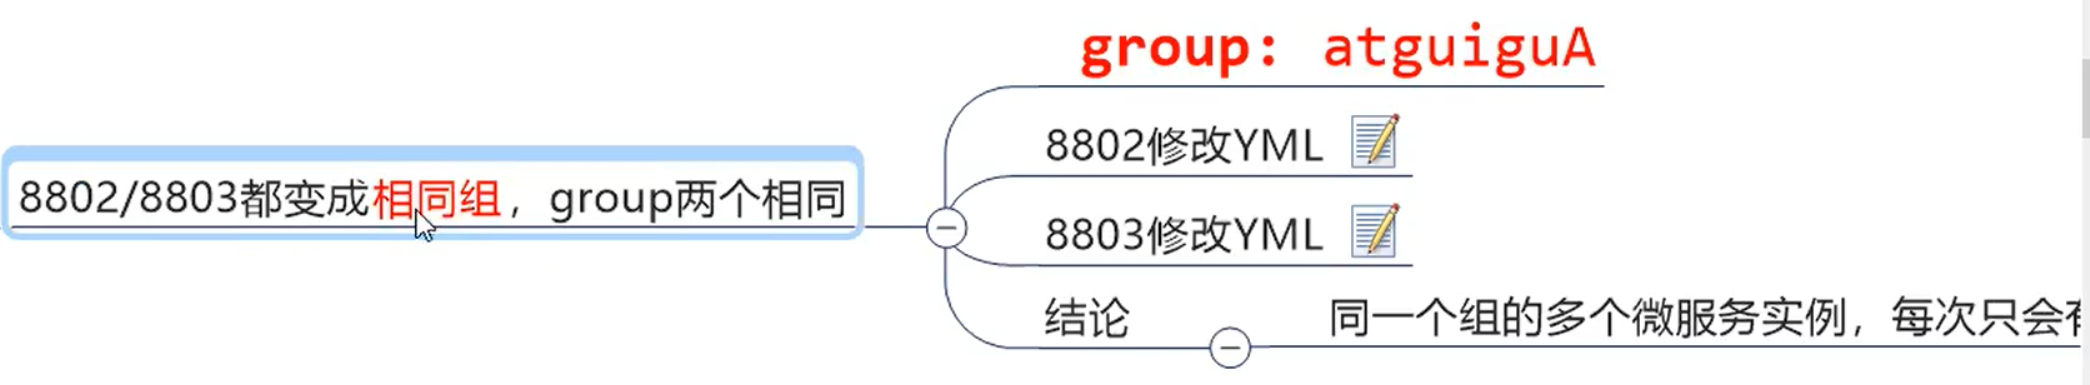 group: atguiguA
8802修改YML
8802/8803都变成相同组，group两个相同
8803修改YML
结论
同一个组的多个微服务实例，每次只会